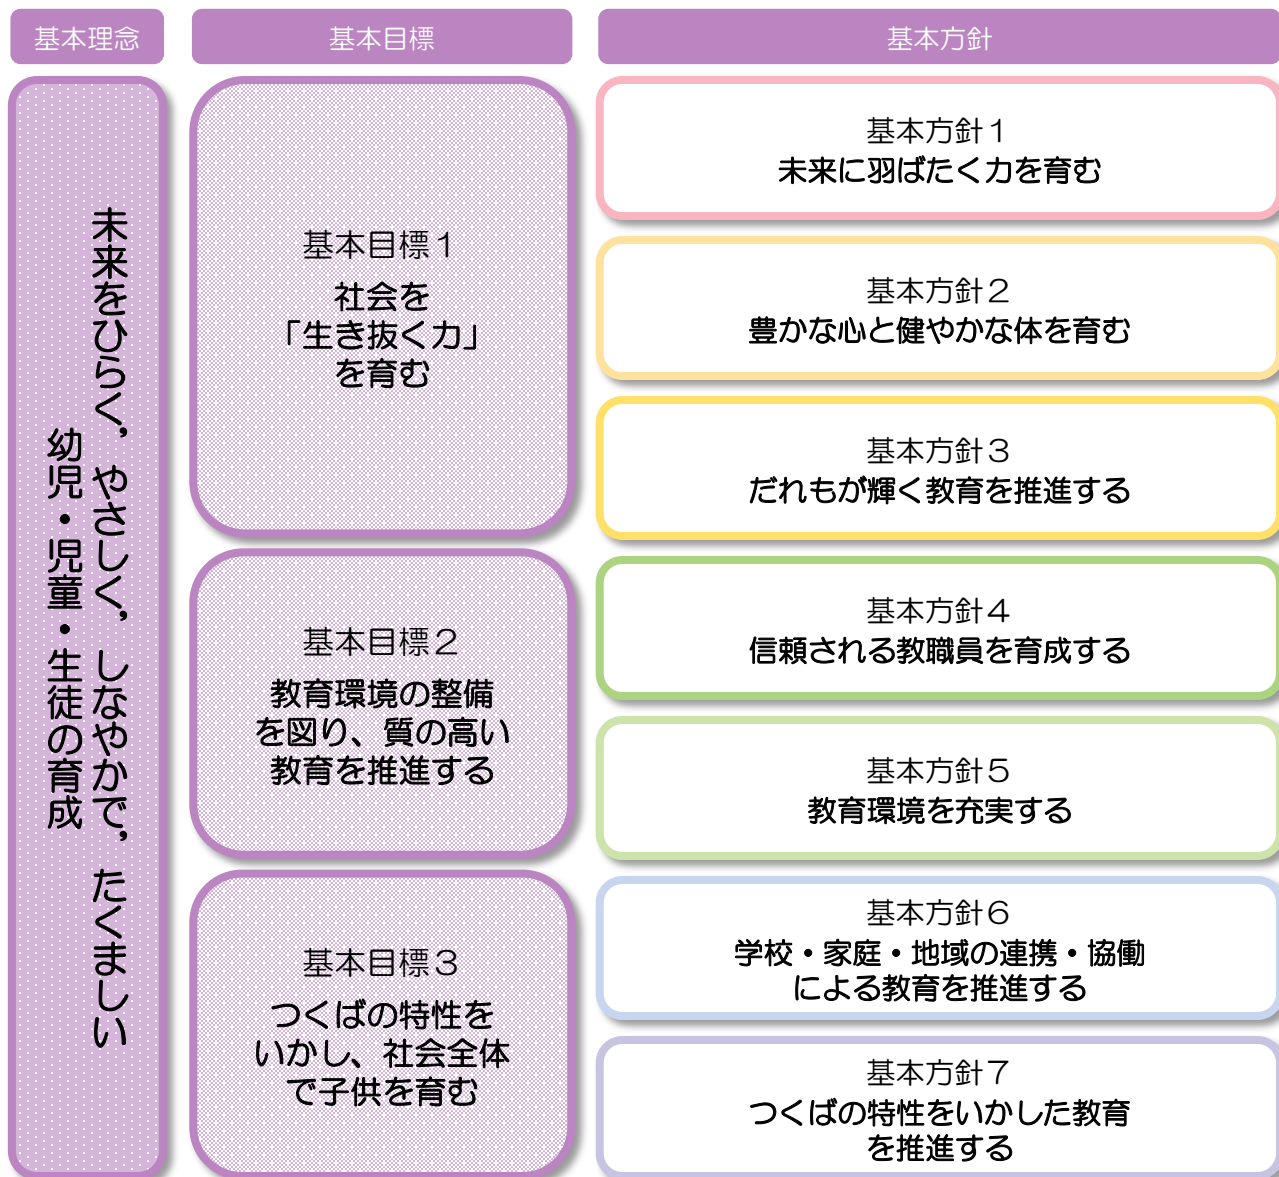 基本理念
基本目標
基本方針
未来をひらく，やさしく，しなやかで，たくましい
幼児・児童・生徒の育成
基本目標１
社会を
「生き抜く力」
を育む
基本目標２
教育環境の整備
を図り、質の高い
教育を推進する
基本目標３
つくばの特性を
いかし、社会全体
で子供を育む
基本方針１
未来に羽ばたく力を育む
基本方針２
豊かな心と健やかな体を育む
基本方針３
だれもが輝く教育を推進する
基本方針４
信頼される教職員を育成する
基本方針５
教育環境を充実する
基本方針６
学校・家庭・地域の連携・協働
による教育を推進する
基本方針７
つくばの特性をいかした教育
を推進する